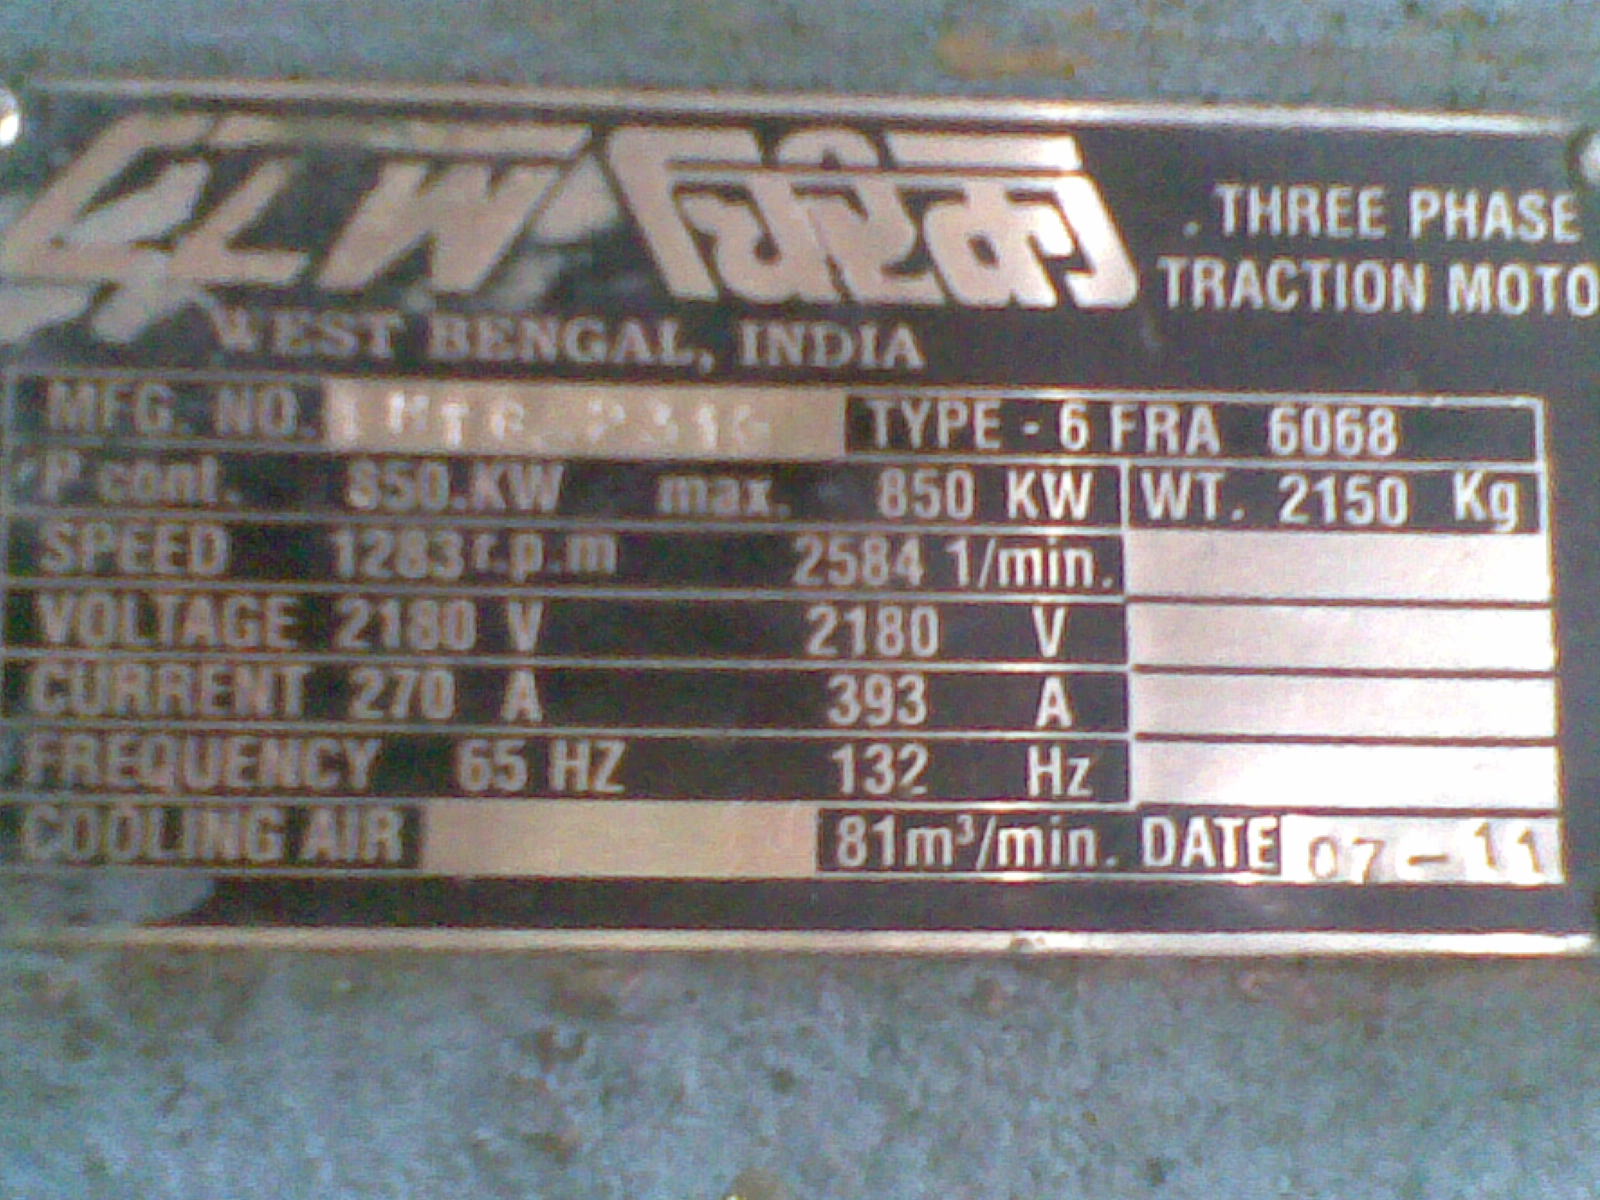 CLW चिरेका
. THREE PHASE
TRACTION MOTO
WEST BENGAL, INDIA
MFG. NO. TYPE - 6 FRA 6068
P cont. 850.KW max. 850 KW WT. 2150 Kg
SPEED 1283 r.p.m 2584 1/min.
VOLTAGE 2180 V 2180 V
CURRENT 270 A 393 A
FREQUENCY 65 HZ 132 Hz
COOLING AIR 81m³/min. DATE 07-11